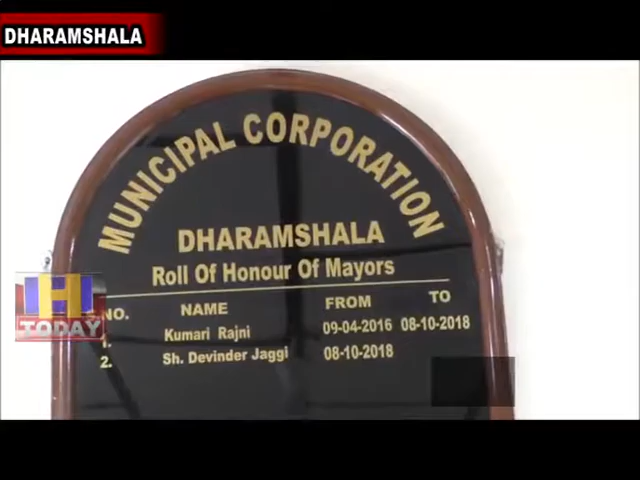 DHARAMSHALA
MUNICIPAL CORPORATION
DHARAMSHALA
Roll Of Honour Of Mayors
NO. NAME FROM TO
1. Kumari Rajni 09-04-2016 08-10-2018
2. Sh. Devinder Jaggi 08-10-2018
H
TODAY